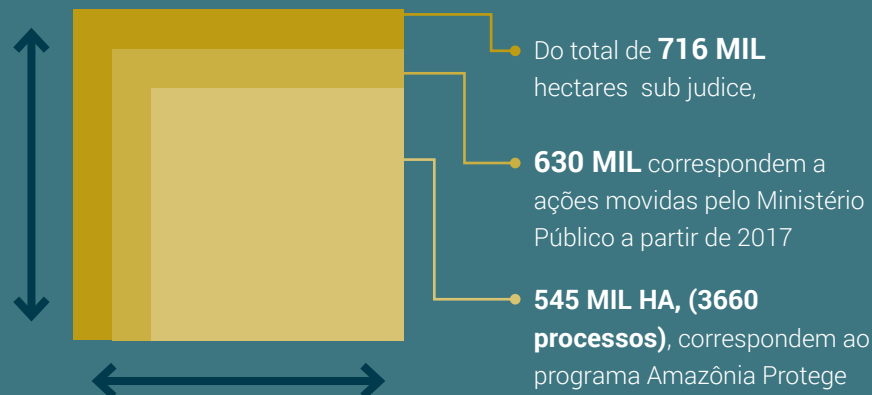 Do total de 716 MIL
hectares sub judice,
630 MIL correspondem a
ações movidas pelo Ministério
Público a partir de 2017
545 MIL HA, (3660
processos), correspondem ao
programa Amazônia Protege